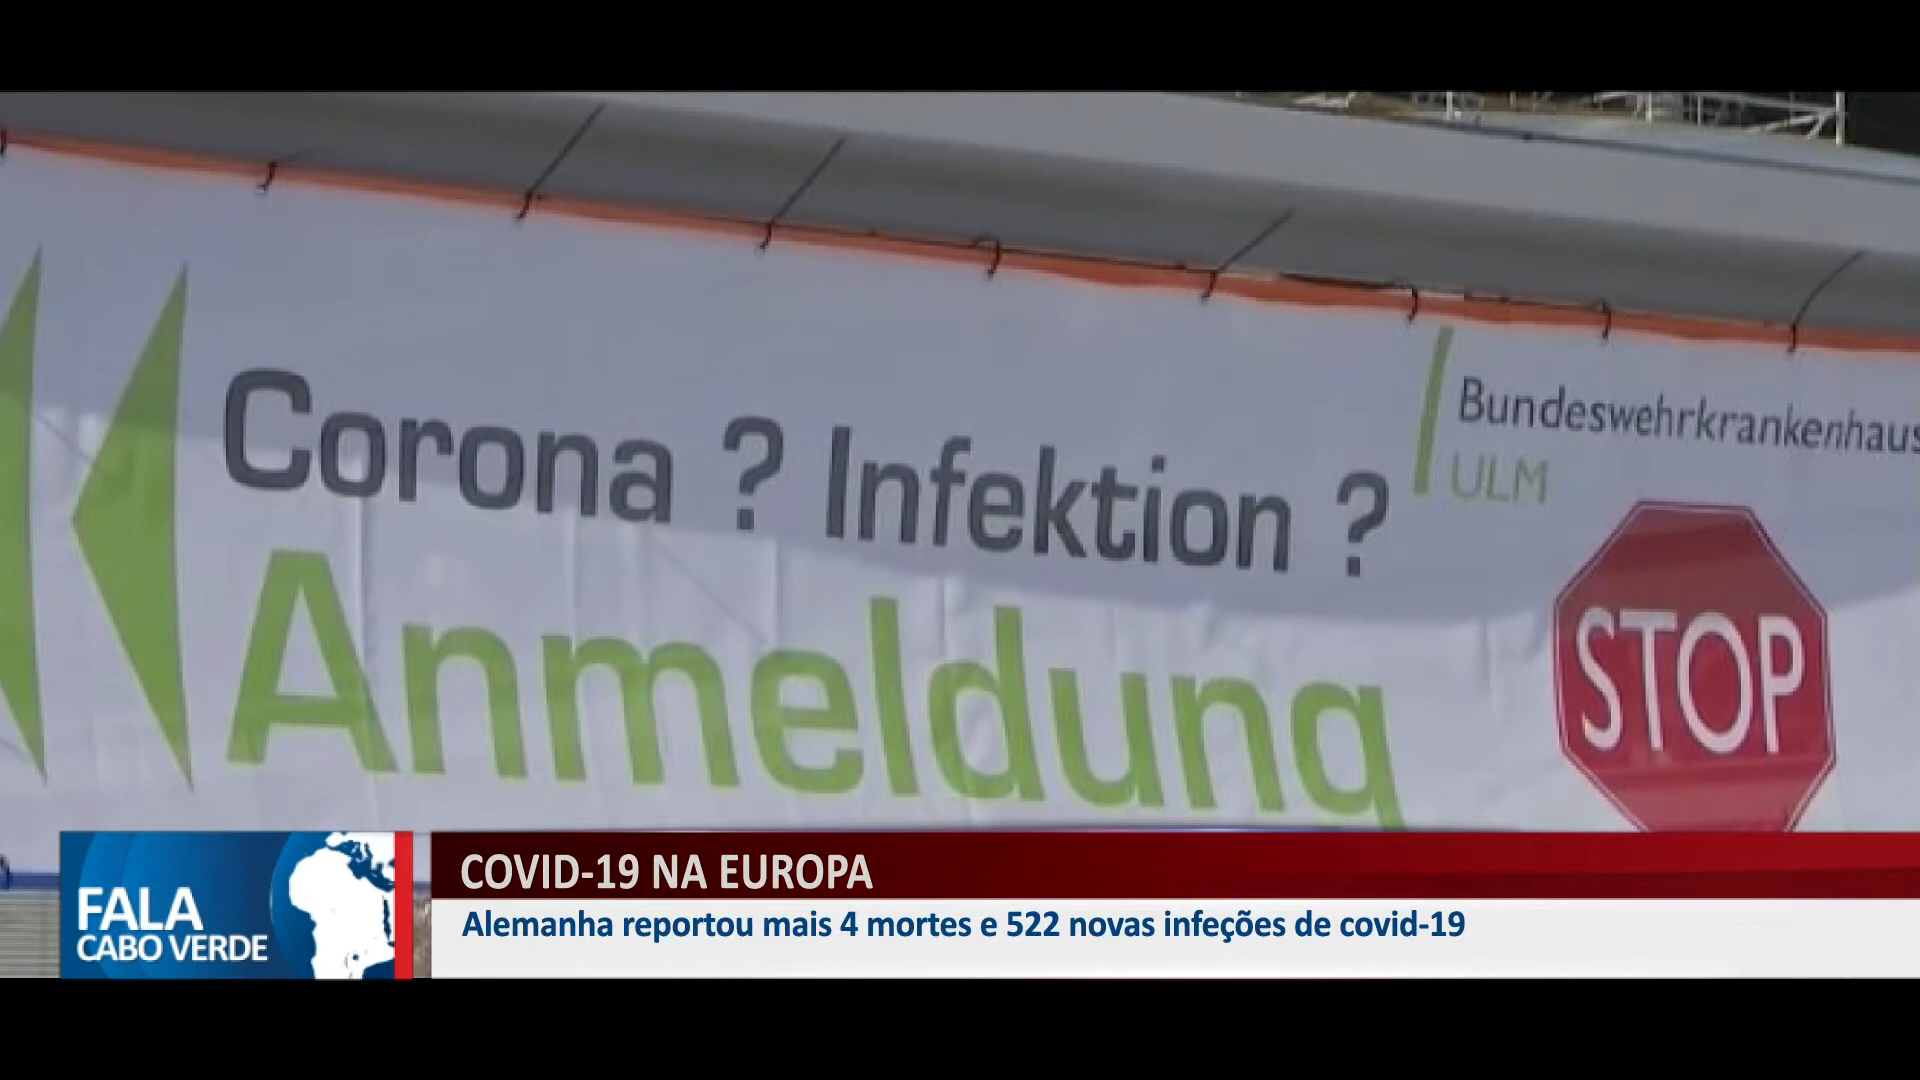 Corona ? Infektion ?
Anmeldung
Bundeswehrkrankenhaus
ULM
STOP
FALA
CABO VERDE
COVID-19 NA EUROPA
Alemanha reportou mais 4 mortes e 522 novas infeções de covid-19